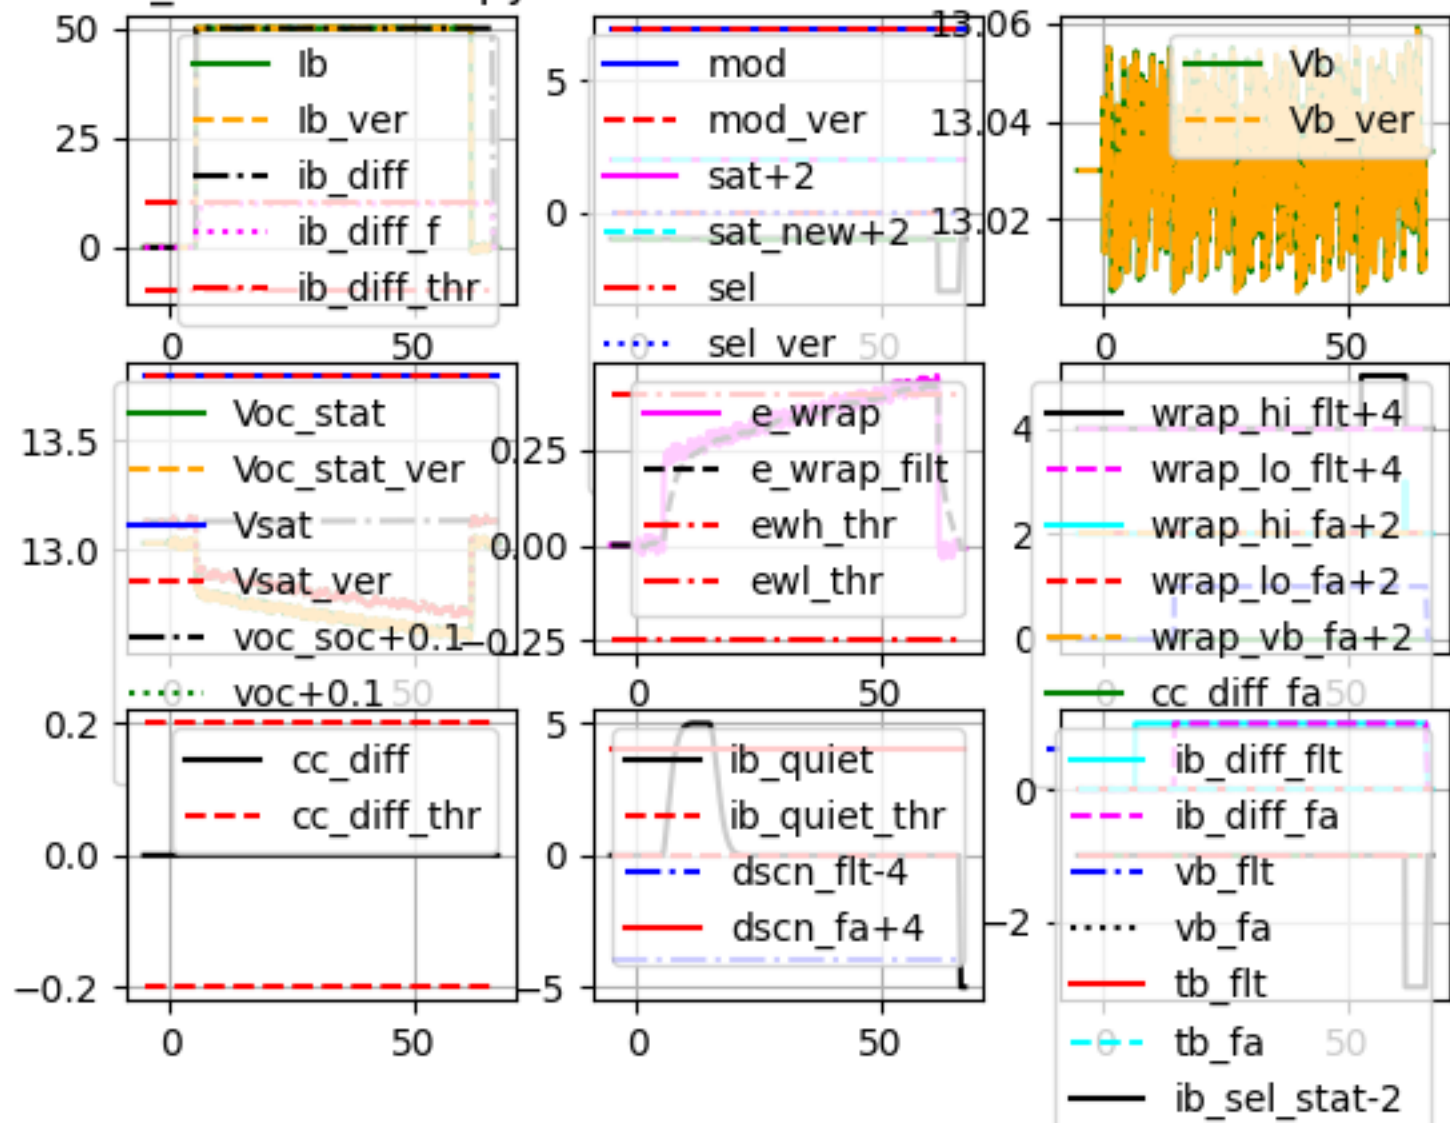 50
25
0
Ib
Ib_ver
ib_diff
ib_diff_f
ib_diff_thr
0
50
5
0
mod
mod_ver
sat+2
sat_new+2
sel
sel_ver
0
50
13.06
13.04
13.02
Vb
Vb_ver
0
50
13.5
13.0
Voc_stat
Voc_stat_ver
Vsat
Vsat_ver
voc_soc+0.1
voc+0.1
0
50
0.25
0.00
−0.25
e_wrap
e_wrap_filt
ewh_thr
ewl_thr
0
50
4
2
0
wrap_hi_flt+4
wrap_lo_flt+4
wrap_hi_fa+2
wrap_lo_fa+2
wrap_vb_fa+2
cc_diff_fa
0
50
0.2
0.0
−0.2
cc_diff
cc_diff_thr
0
50
5
0
−5
ib_quiet
ib_quiet_thr
dscn_flt-4
dscn_fa+4
0
50
0
−2
ib_diff_flt
ib_diff_fa
vb_flt
vb_fa
tb_flt
tb_fa
ib_sel_stat-2
0
50